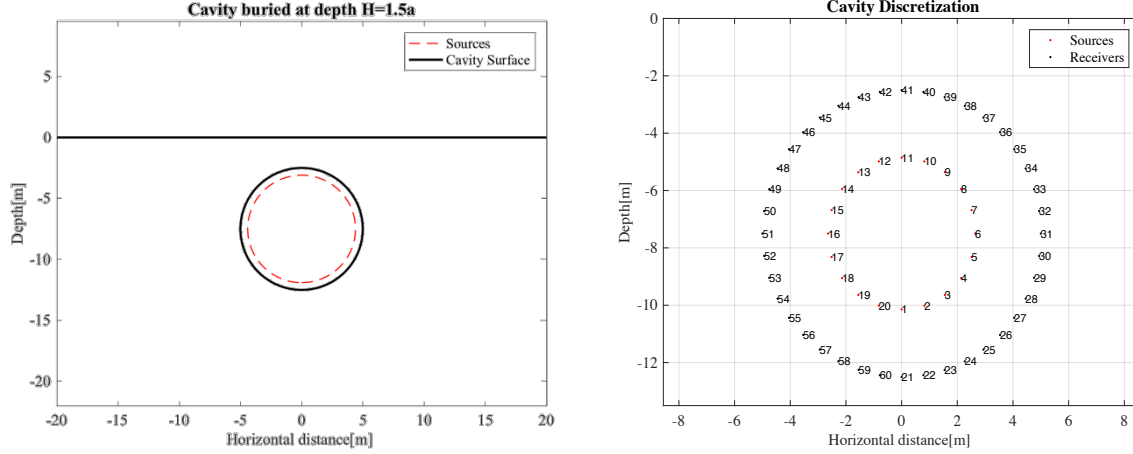 Cavity buried at depth H=1.5a
Sources
Cavity Surface
5
0
-5
-10
-15
-20
-20 -15 -10 -5 0 5 10 15 20
Depth[m]
Horizontal distance[m]
Cavity Discretization
Sources
Receivers
0
-2
-4
-6
-8
-10
-12
-8 -6 -4 -2 0 2 4 6 8
Depth[m]
Horizontal distance[m]
43 42 41 40 39
44 38
45 37
46 36
47 35
48 34
49 33
50 32
51 31
52 30
53 29
54 28
55 27
56 26
57 25
58 24
59 60 21 22 23
12 11 10
13 9
14 8
15 7
16 6
17 5
18 4
19 3
20 1 2